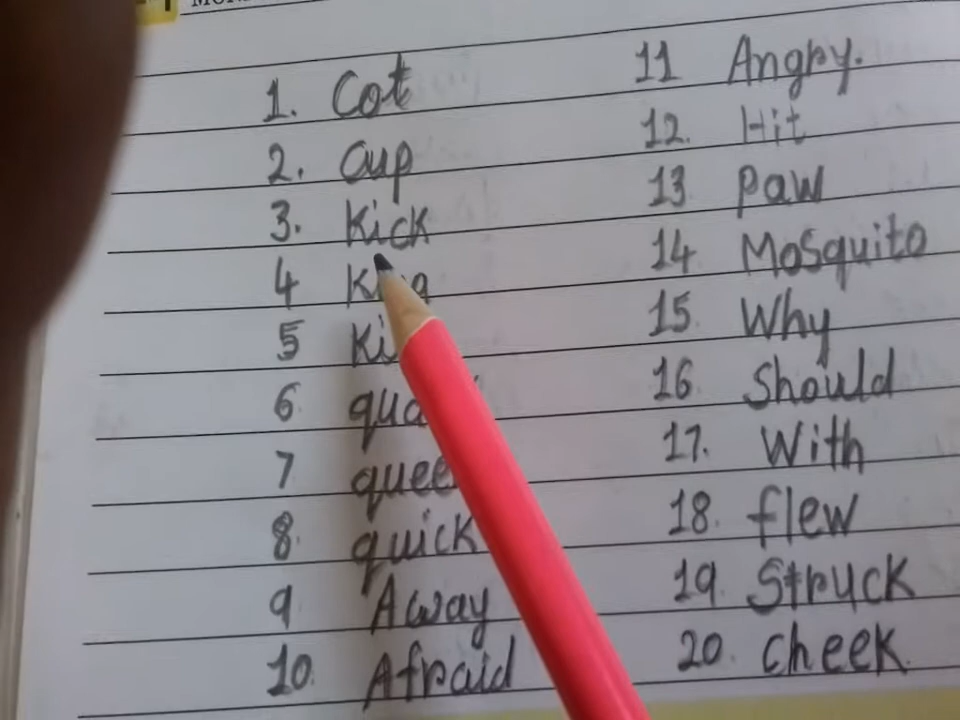 1. Cot
2. Cup
3. Kick
4
5
6
7
8. quick
9 Away
10. Afraid
11 Angry.
12. Hit
13 Paw
14 Mosquito
15 Why
16 Should
17. With
18. flew
19 Struck
20. Cheek.